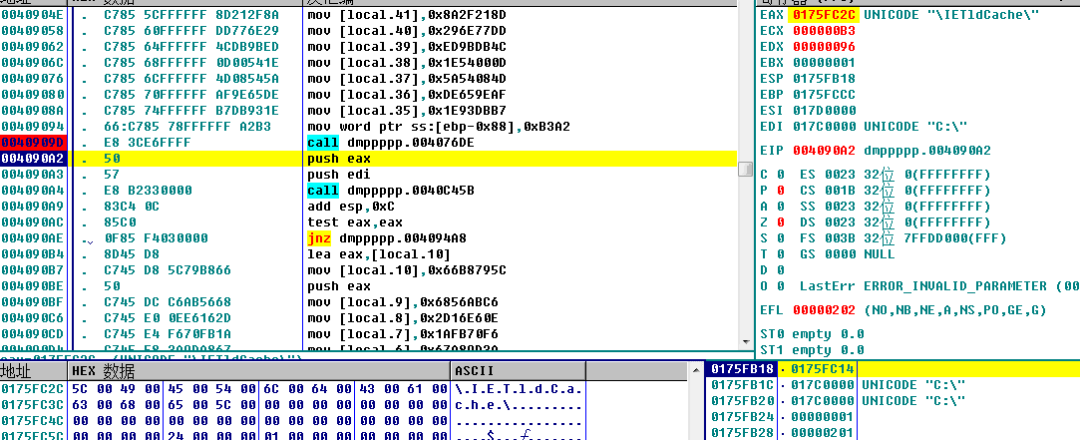 地址 HEX 数据 反汇编
0040904E . C785 5CFFFFFF 8D212F8A mov [local.41],0x8A2F218D
00409058 . C785 60FFFFFF DD776E29 mov [local.40],0x296E77DD
00409062 . C785 64FFFFFF 4CDB9BED mov [local.39],0xED9BDB4C
0040906C . C785 68FFFFFF 0D00541E mov [local.38],0x1E54000D
00409076 . C785 6CFFFFFF 4D08545A mov [local.37],0x5A54084D
00409080 . C785 70FFFFFF AF9E65DE mov [local.36],0xDE659EAF
0040908A . C785 74FFFFFF B7DB931E mov [local.35],0x1E93DBB7
00409094 . 66:C785 78FFFFFF A2B3 mov word ptr ss:[ebp-0x88],0xB3A2
0040909D . E8 3CE6FFFF call dmppppp.004076DE
004090A2 . 50 push eax
004090A3 . 57 push edi
004090A4 . E8 B2330000 call dmppppp.0040C45B
004090A9 . 83C4 0C add esp,0xC
004090AC . 85C0 test eax,eax
004090AE . 0F85 F4030000 jnz dmppppp.004094A8
004090B4 . 8D45 D8 lea eax,[local.10]
004090B7 . C745 D8 5C79B866 mov [local.10],0x66B8795C
004090BE . 50 push eax
004090BF . C745 DC C6AB5668 mov [local.9],0x6856ABC6
004090C6 . C745 E0 0EE6162D mov [local.8],0x2D16E60E
004090CD . C745 E4 F670FB1A mov [local.7],0x1AFB70F6
EAX 0175FC2C UNICODE "\IETldCache\"
ECX 000000B3
EDX 00000096
EBX 00000001
ESP 0175FB18
EBP 0175FCCC
ESI 017D0000
EDI 017C0000 UNICODE "C:\"
EIP 004090A2 dmppppp.004090A2
C 0 ES 0023 32位 0(FFFFFFFF)
P 0 CS 001B 32位 0(FFFFFFFF)
A 0 SS 0023 32位 0(FFFFFFFF)
Z 0 DS 0023 32位 0(FFFFFFFF)
S 0 FS 003B 32位 7FFDD000(FFF)
T 0 GS 0000 NULL
D 0
O 0 LastErr ERROR_INVALID_PARAMETER (00
EFL 00000202 (NO,NB,NE,A,NS,PO,GE,G)
ST0 empty 0.0
ST1 empty 0.0
地址 HEX 数据 ASCII
0175FC2C 5C 00 49 00 45 00 54 00 6C 00 64 00 43 00 61 00 \.I.E.T.l.d.C.a.
0175FC3C 63 00 68 00 65 00 5C 00 00 00 00 00 00 00 00 00 c.h.e.\.........
0175FC4C 00 00 00 00 00 00 00 00 00 00 00 00 00 00 00 00 ................
0175FC5C 00 00 00 00 24 00 00 00 01 00 00 00 00 00 00 00
0175FB18 0175FC14
0175FB1C 017C0000 UNICODE "C:\"
0175FB20 017C0000 UNICODE "C:\"
0175FB24 00000001
0175FB28 00000201